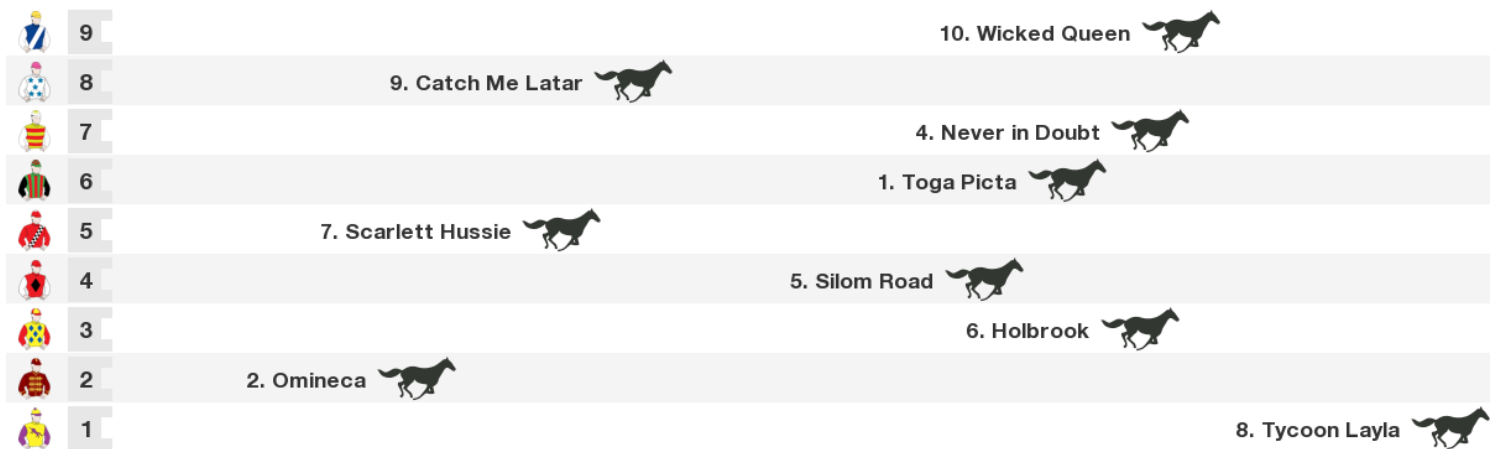 9 10. Wicked Queen
8 9. Catch Me Latar
7 4. Never in Doubt
6 1. Toga Picta
5 7. Scarlett Hussie
4 5. Silom Road
3 6. Holbrook
2 2. Omineca
1 8. Tycoon Layla